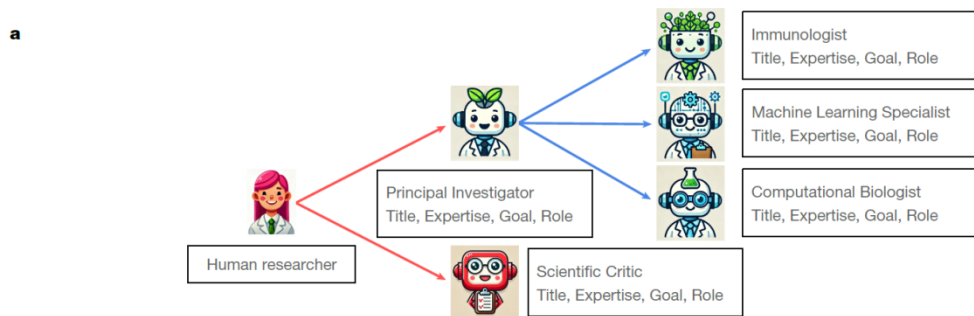 a
Immunologist
Title, Expertise, Goal, Role
Machine Learning Specialist
Title, Expertise, Goal, Role
Principal Investigator
Title, Expertise, Goal, Role
Computational Biologist
Title, Expertise, Goal, Role
Human researcher
Scientific Critic
Title, Expertise, Goal, Role